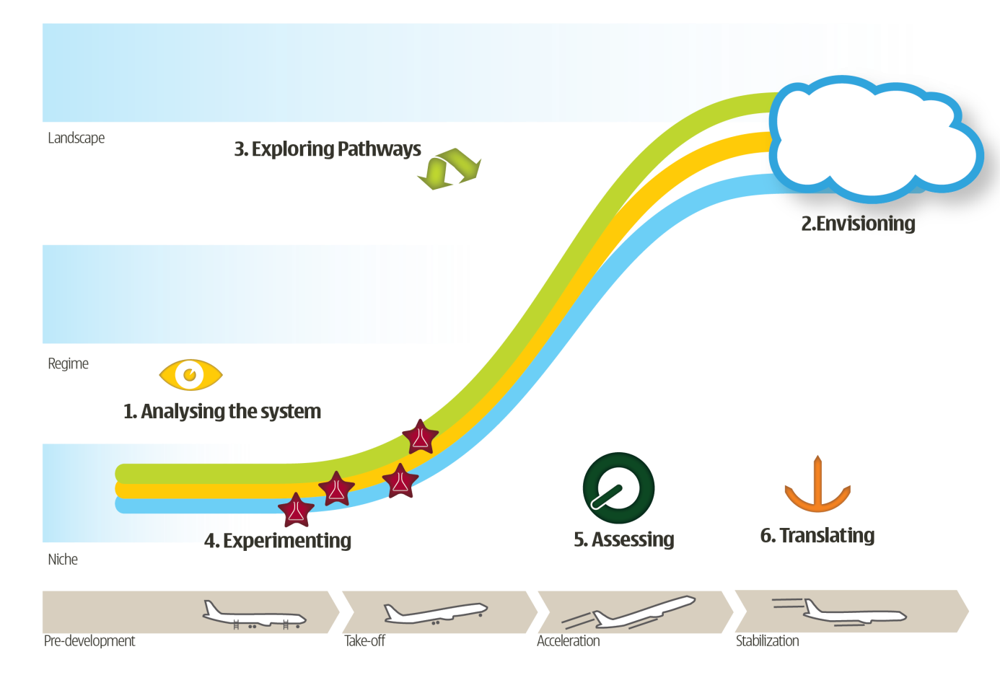 Landscape
3. Exploring Pathways
2.Envisioning
Regime
1. Analysing the system
4. Experimenting
5. Assessing
6. Translating
Niche
Pre-development
Take-off
Acceleration
Stabilization